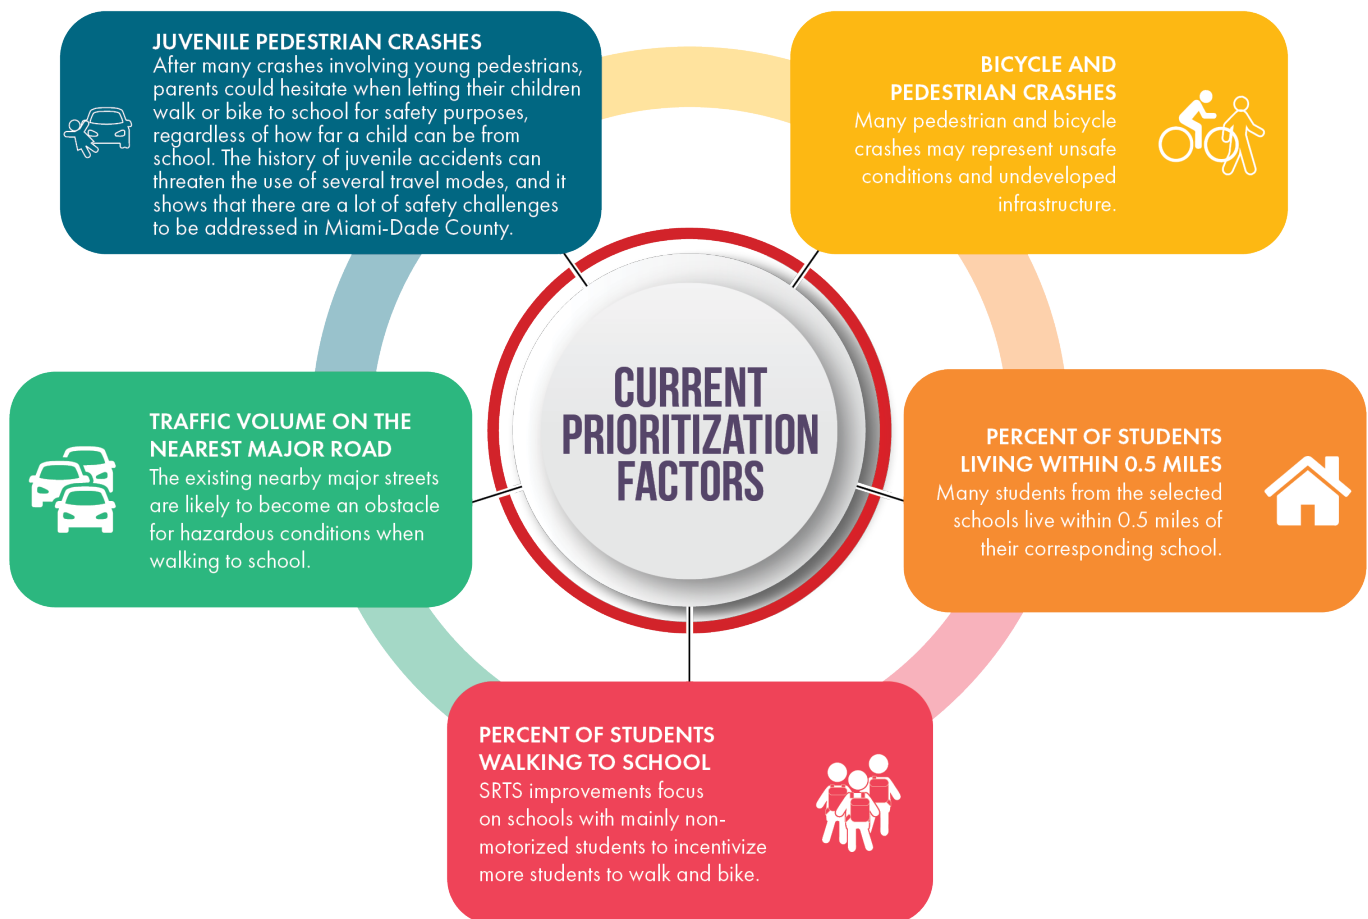 JUVENILE PEDESTRIAN CRASHES
After many crashes involving young pedestrians,
parents could hesitate when letting their children
walk or bike to school for safety purposes,
regardless of how far a child can be from
school. The history of juvenile accidents can
threaten the use of several travel modes, and it
shows that there are a lot of safety challenges
to be addressed in Miami-Dade County.
BICYCLE AND
PEDESTRIAN CRASHES
Many pedestrian and bicycle
crashes may represent unsafe
conditions and undeveloped
infrastructure.
CURRENT
PRIORITIZATION
FACTORS
TRAFFIC VOLUME ON THE
NEAREST MAJOR ROAD
The existing nearby major streets
are likely to become an obstacle
for hazardous conditions when
walking to school.
PERCENT OF STUDENTS
LIVING WITHIN 0.5 MILES
Many students from the selected
schools live within 0.5 miles of
their corresponding school.
PERCENT OF STUDENTS
WALKING TO SCHOOL
SRTS improvements focus
on schools with mainly non-
motorized students to incentivize
more students to walk and bike.